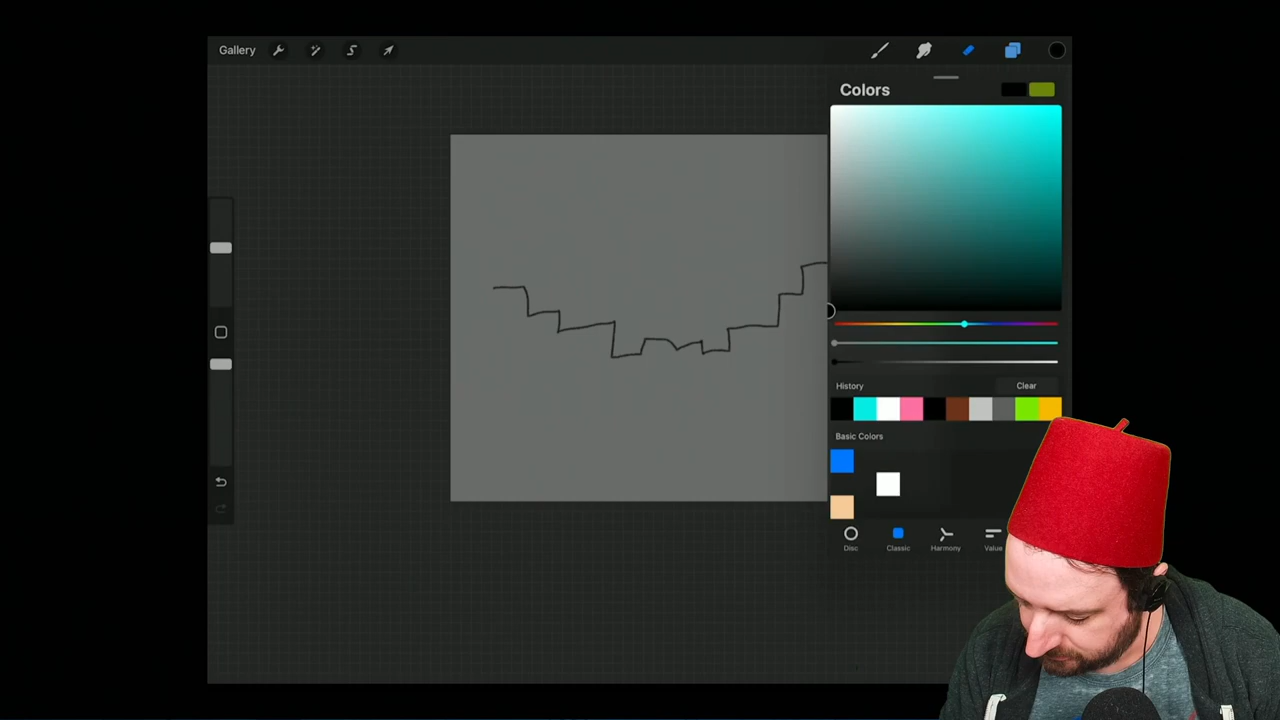 Gallery
Colors
History
Clear
Basic Colors
Disc
Classic
Harmony
Value